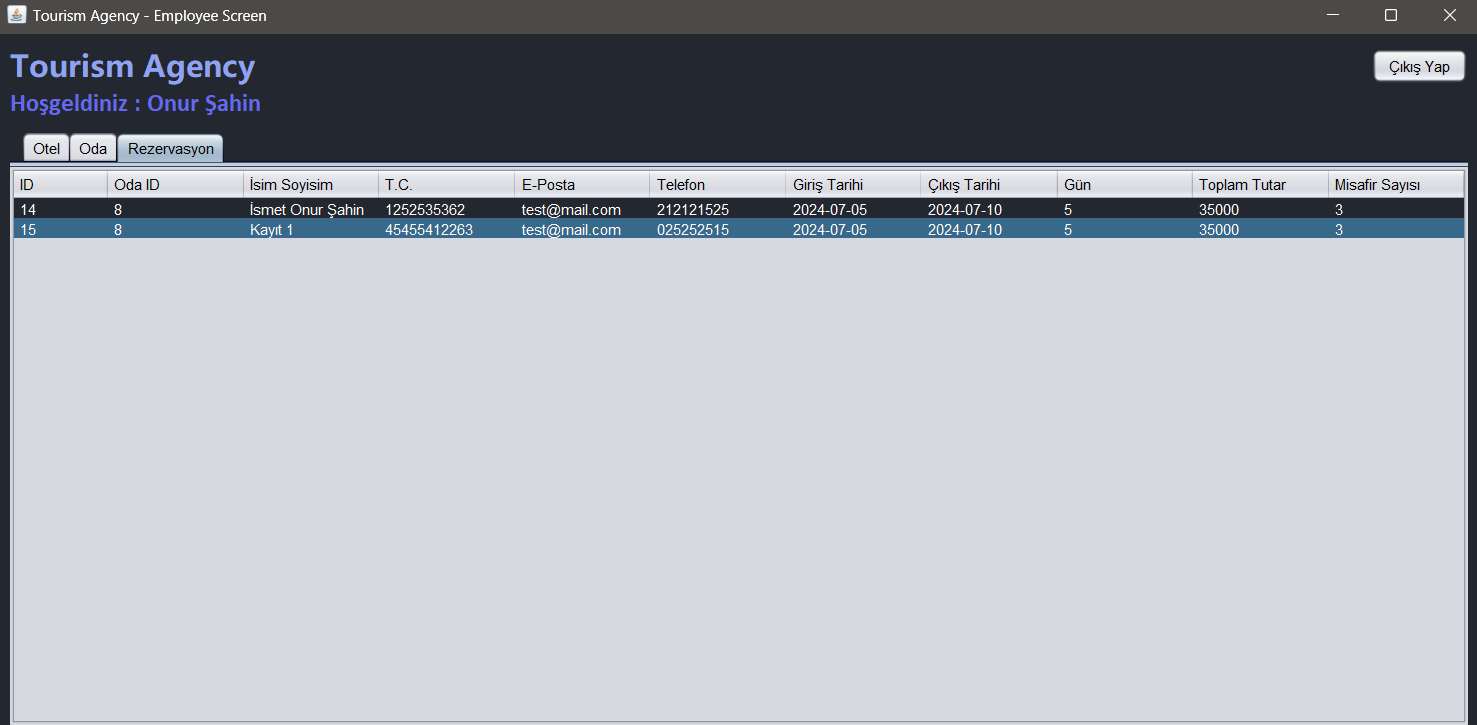 Tourism Agency - Employee Screen
Tourism Agency
Çıkış Yap
Hoşgeldiniz : Onur Şahin
Otel Oda Rezervasyon
ID Oda ID İsim Soyisim T.C. E-Posta Telefon Giriş Tarihi Çıkış Tarihi Gün Toplam Tutar Misafir Sayısı
14 8 İsmet Onur Şahin 1252535362 test@mail.com 212121525 2024-07-05 2024-07-10 5 35000 3
15 8 Kayıt 1 45455412263 test@mail.com 025252515 2024-07-05 2024-07-10 5 35000 3